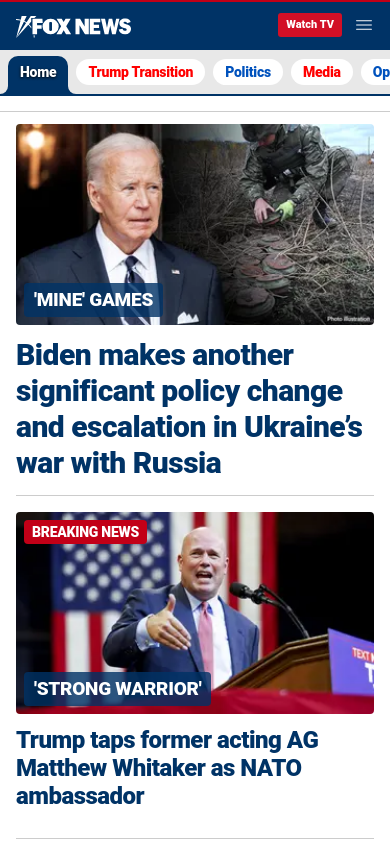 FOX NEWS
Watch TV
Home
Trump Transition
Politics
Media
Op
Photo illustration
'MINE' GAMES
Biden makes another
significant policy change
and escalation in Ukraine’s
war with Russia
BREAKING NEWS
TEXT
'STRONG WARRIOR'
Trump taps former acting AG
Matthew Whitaker as NATO
ambassador